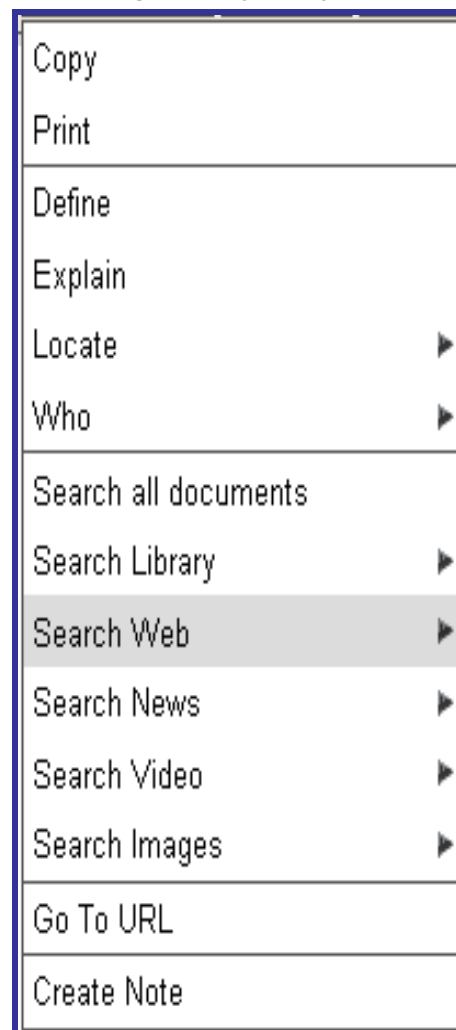 Copy
Print
Define
Explain
Locate
Who
Search all documents
Search Library
Search Web
Search News
Search Video
Search Images
Go To URL
Create Note